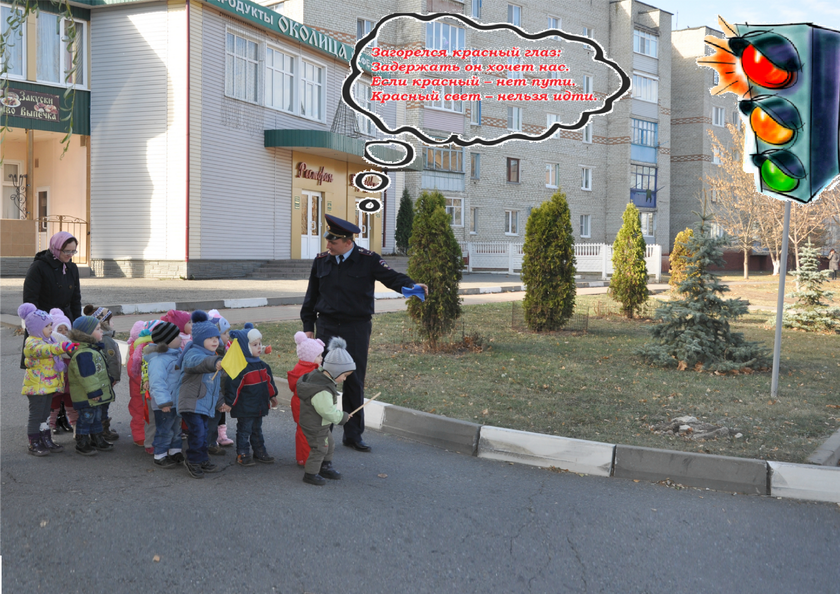 продукты ОКОЛИЦА
Закуски
Выпечка
Загорелся красный глаз:
Задержать он хочет нас.
Если красный – нет пути.
Красный свет – нельзя идти.